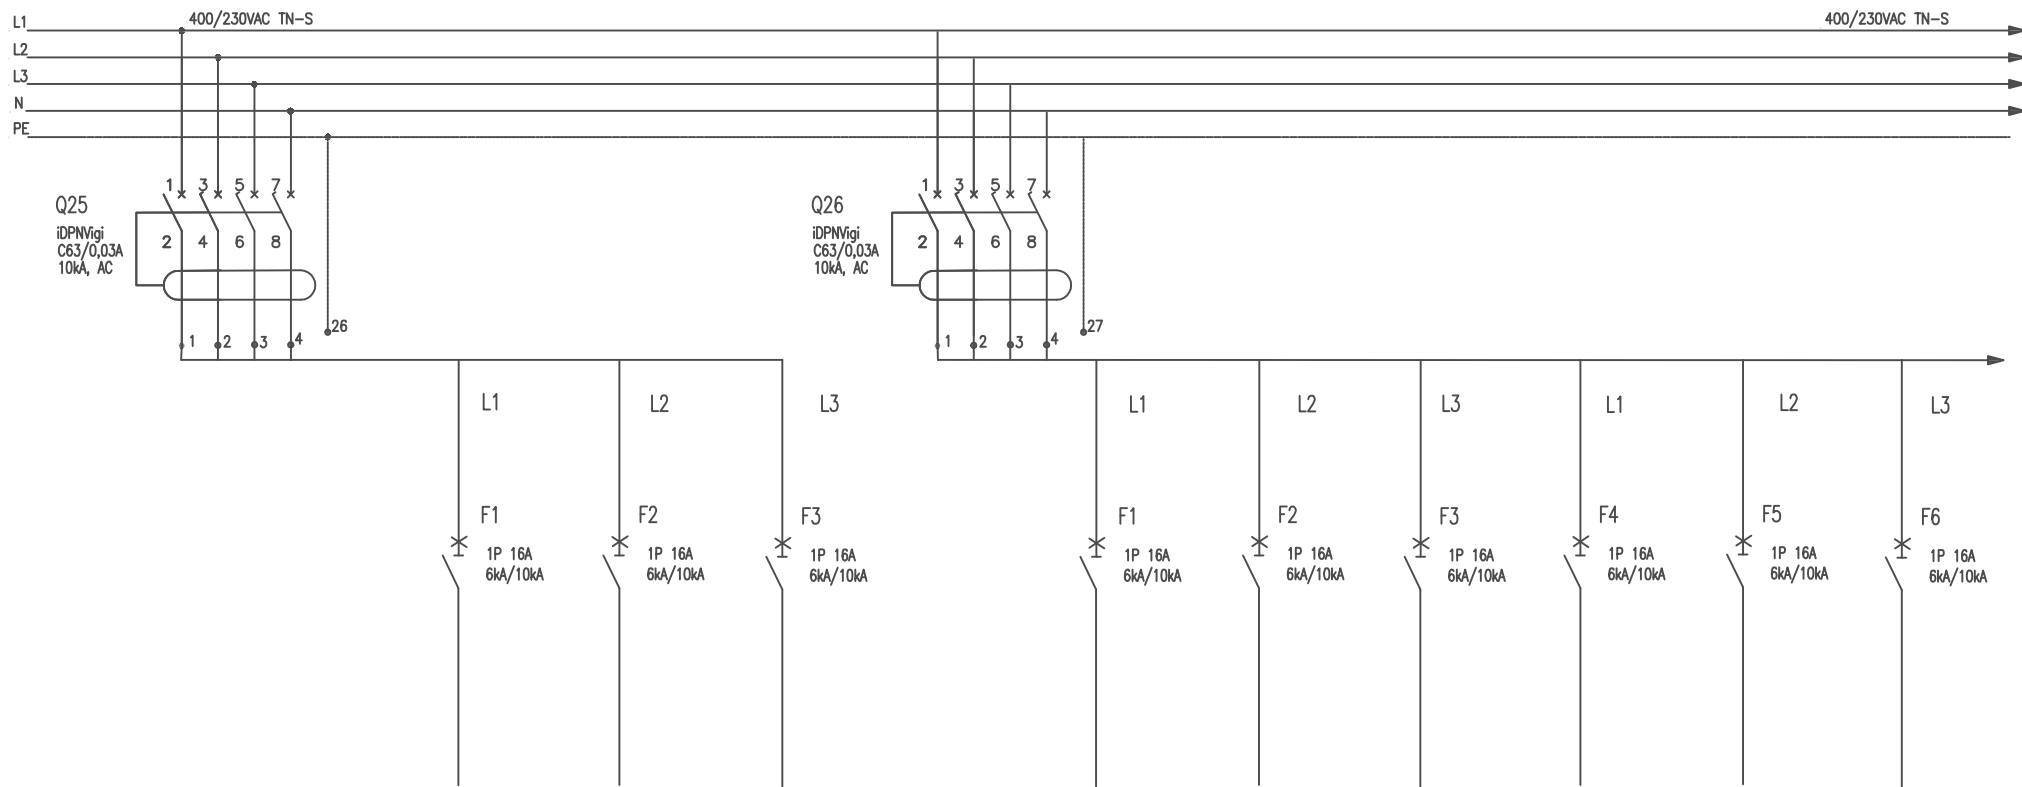 L1
400/230VAC TN-S
400/230VAC TN-S
L2
L3
N
PE
1 3 5 7
Q25
iDPNVigi
C63/0,03A
10kA, AC
2 4 6 8
26
1 2 3 4
1 3 5 7
Q26
iDPNVigi
C63/0,03A
10kA, AC
2 4 6 8
27
1 2 3 4
L1
L2
L3
L1
L2
L3
L1
L2
L3
F1
1P 16A
6kA/10kA
F2
1P 16A
6kA/10kA
F3
1P 16A
6kA/10kA
F1
1P 16A
6kA/10kA
F2
1P 16A
6kA/10kA
F3
1P 16A
6kA/10kA
F4
1P 16A
6kA/10kA
F5
1P 16A
6kA/10kA
F6
1P 16A
6kA/10kA